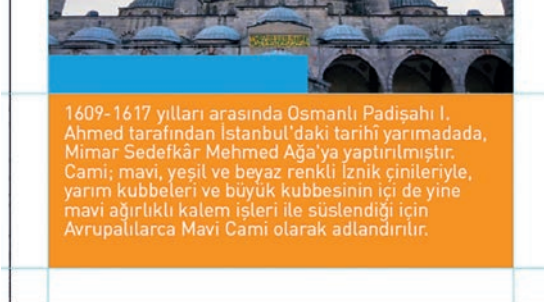 1609-1617 yılları arasında Osmanlı Padişahı I.
Ahmed tarafından İstanbul'daki tarihî yarımadada,
Mimar Sedefkâr Mehmed Ağa'ya yaptırılmıştır.
Cami; mavi, yeşil ve beyaz renkli İznik çinileriyle,
yarım kubbeleri ve büyük kubbesinin içi de yine
mavi ağırlıklı kalem işleri ile süslendiği için
Avrupalılarca Mavi Cami olarak adlandırılır.